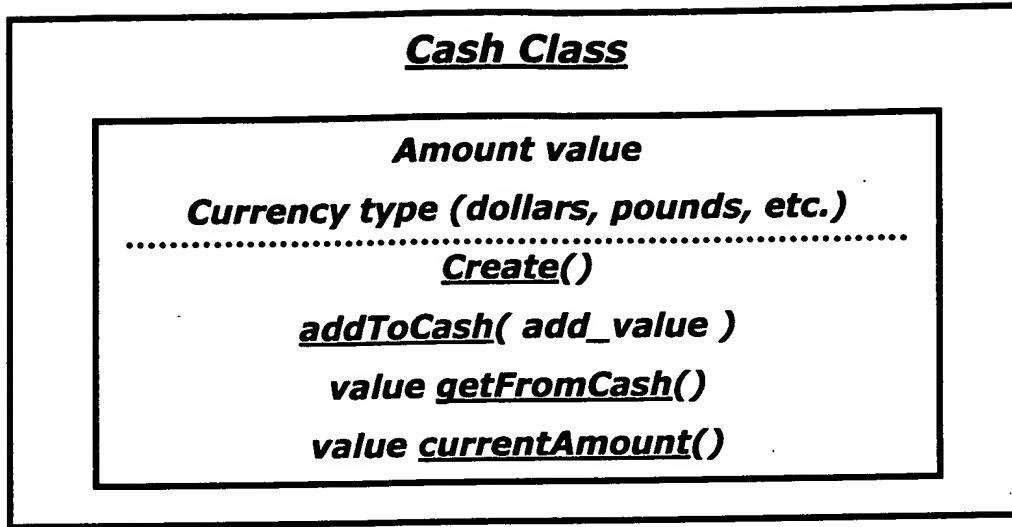 Cash Class
Amount value
Currency type (dollars, pounds, etc.)
Create()
addToCash( add_value )
value getFromCash()
value currentAmount()